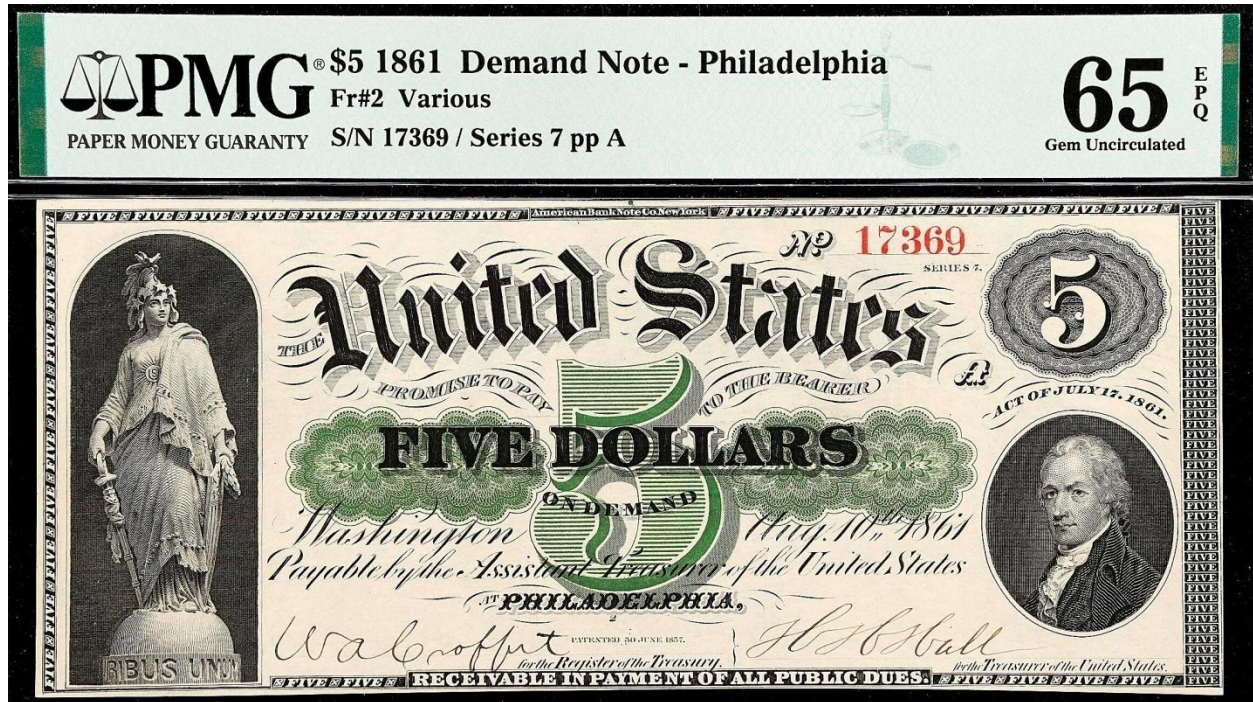 PMG®
PAPER MONEY GUARANTY
$5 1861 Demand Note - Philadelphia
Fr#2 Various
S/N 17369 / Series 7 pp A
65
EPQ
Gem Uncirculated
FIVE FIVE FIVE FIVE FIVE FIVE FIVE American Bank Note Co. New York FIVE FIVE FIVE FIVE FIVE FIVE FIVE
No 17369
SERIES 7.
5
THE United States
PROMISE TO PAY TO THE BEARER
A
ACT OF JULY 17. 1861.
5
FIVE DOLLARS
ON DEMAND
Washington Aug. 10th 1861
Payable by the Assistant Treasurer of the United States
AT PHILADELPHIA,
2
PATENTED 30 JUNE 1857.
for the Register of the Treasury.
for the Treasurer of the United States.
RIBUS UNUM
FIVE FIVE FIVE RECEIVABLE IN PAYMENT OF ALL PUBLIC DUES. FIVE FIVE FIVE FIVE FIVE FIVE